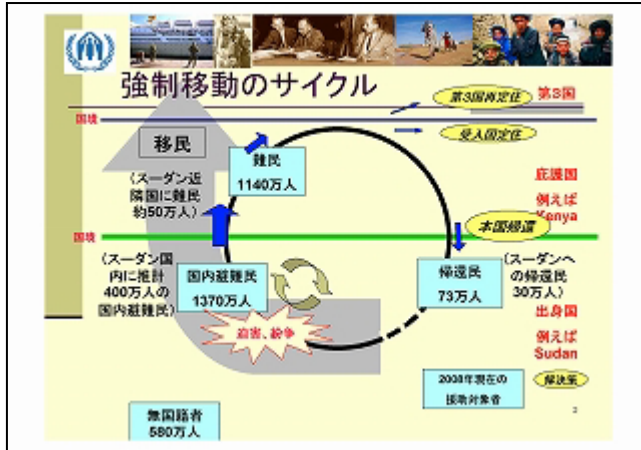 強制移動のサイクル
第3国再定住
第3国
国境
受入国定住
移民
難民
1140万人
(スーダン近
隣国に難民
約50万人)
庇護国
例えば
Kenya
国境
本国帰還
(スーダン国
内に推計
400万人の
国内避難民)
国内避難民
1370万人
帰還民
73万人
(スーダンへ
の帰還民
30万人)
迫害、紛争
出身国
例えば
Sudan
2008年現在の
援助対象者
解決策
無国籍者
580万人
2